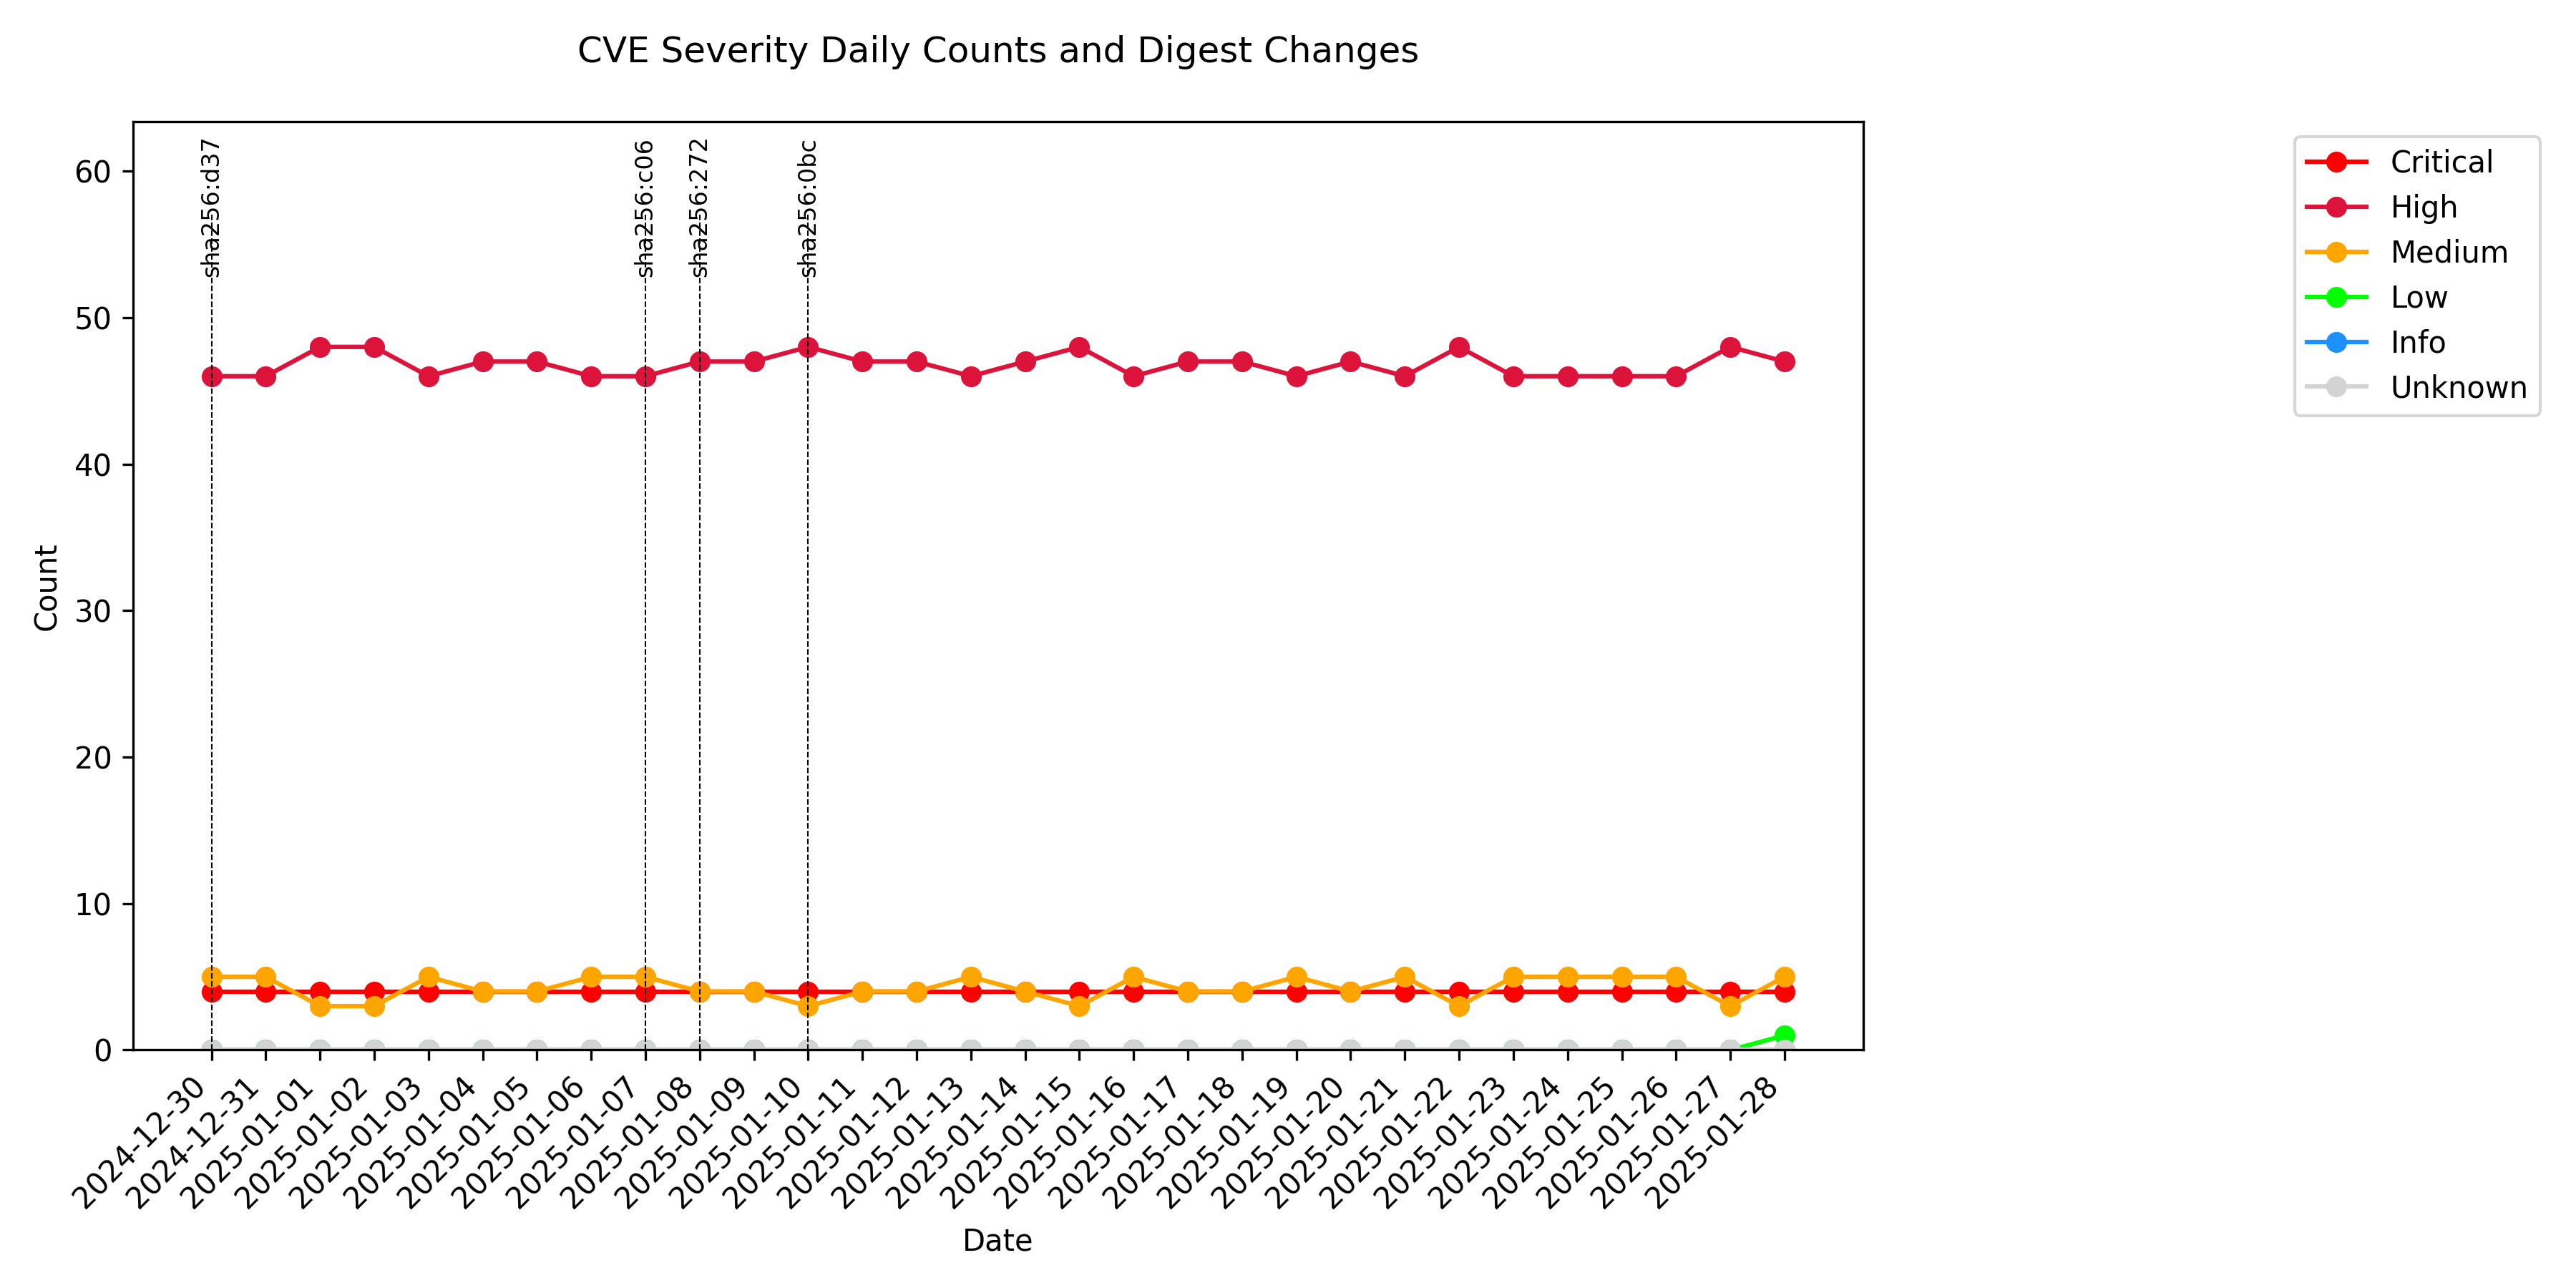 CVE Severity Daily Counts and Digest Changes
sha256:d37
sha256:c06
sha256:272
sha256:0bc
Critical
High
Medium
Low
Info
Unknown
60
50
40
30
20
10
0
Count
2024-12-30
2024-12-31
2025-01-01
2025-01-02
2025-01-03
2025-01-04
2025-01-05
2025-01-06
2025-01-07
2025-01-08
2025-01-09
2025-01-10
2025-01-11
2025-01-12
2025-01-13
2025-01-14
2025-01-15
2025-01-16
2025-01-17
2025-01-18
2025-01-19
2025-01-20
2025-01-21
2025-01-22
2025-01-23
2025-01-24
2025-01-25
2025-01-26
2025-01-27
2025-01-28
Date